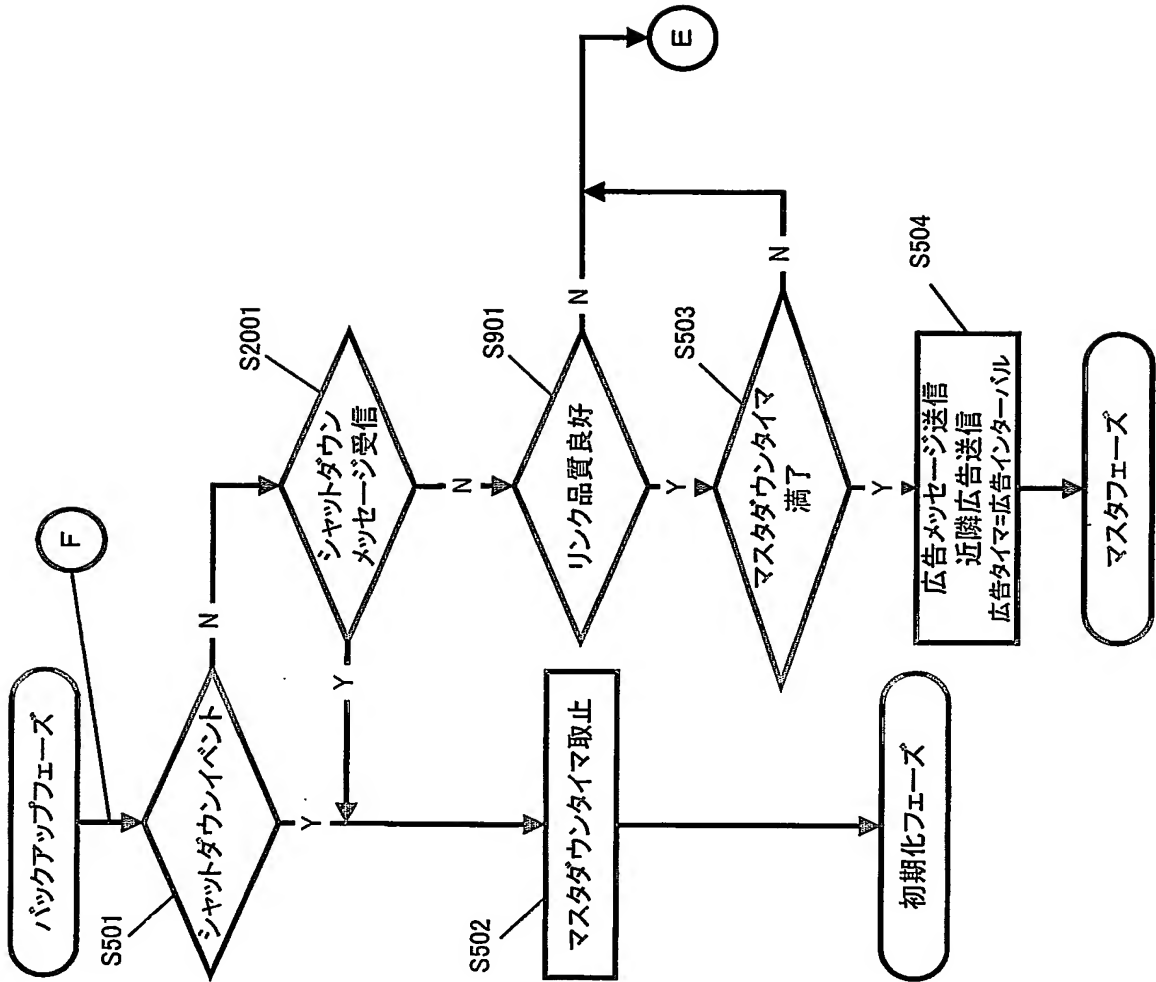 バックアップフェーズ
F
S501
シャットダウンイベント
N
Y
S2001
シャットダウン
メッセージ受信
Y
N
S901
リンク品質良好
N
Y
E
S503
マスタダウンタイマ
満了
N
Y
S502
マスタダウンタイマ取止
S504
広告メッセージ送信
近隣広告送信
広告タイマ=広告インターバル
初期化フェーズ
マスタフェーズ